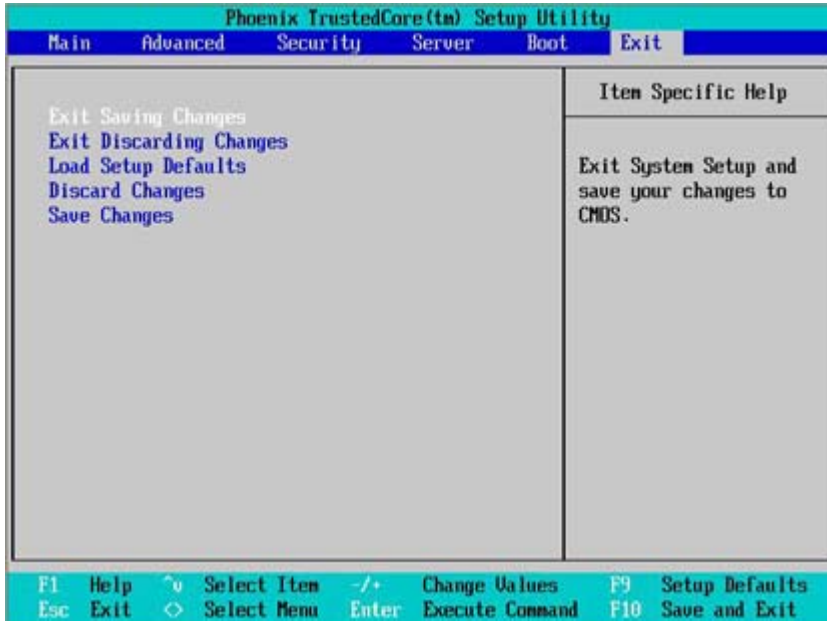 Phoenix TrustedCore(tm) Setup Utility
Main Advanced Security Server Boot Exit
Item Specific Help
Exit Saving Changes
Exit Discarding Changes
Load Setup Defaults
Discard Changes
Save Changes
Exit System Setup and
save your changes to
CMOS.
F1 Help ^v Select Item -/+ Change Values F9 Setup Defaults
Esc Exit <> Select Menu Enter Execute Command F10 Save and Exit